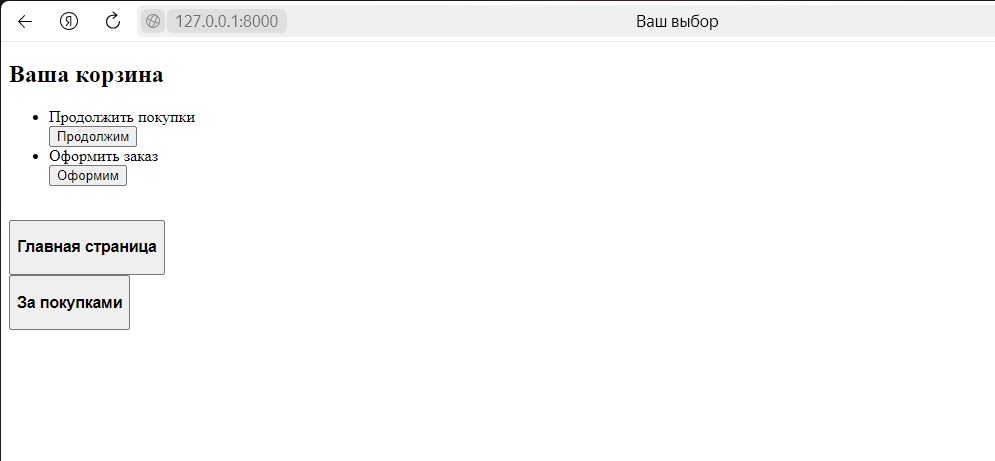 Я 127.0.0.1:8000 Ваш выбор
Ваша корзина
Продолжить покупки
Продолжим
Оформить заказ
Оформим
Главная страница
За покупками